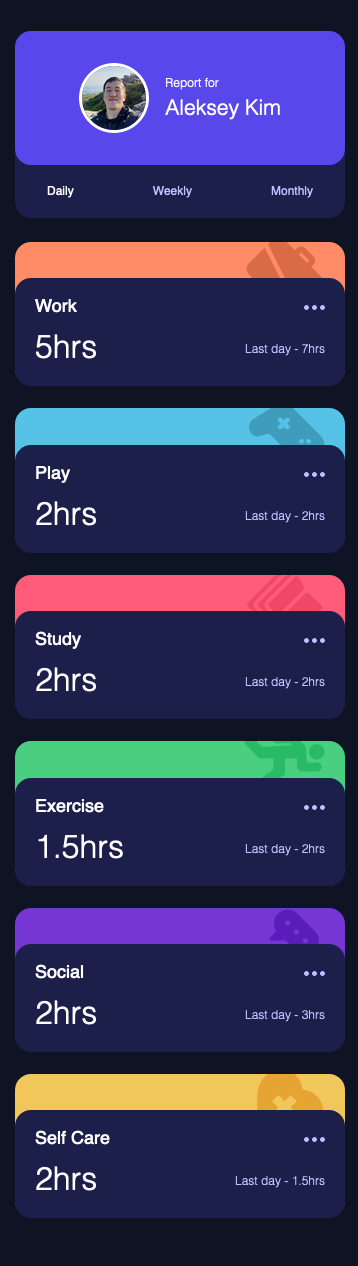 Report for
Aleksey Kim
Daily Weekly Monthly
Work
5hrs Last day - 7hrs
Play
2hrs Last day - 2hrs
Study
2hrs Last day - 2hrs
Exercise
1.5hrs Last day - 2hrs
Social
2hrs Last day - 3hrs
Self Care
2hrs Last day - 1.5hrs